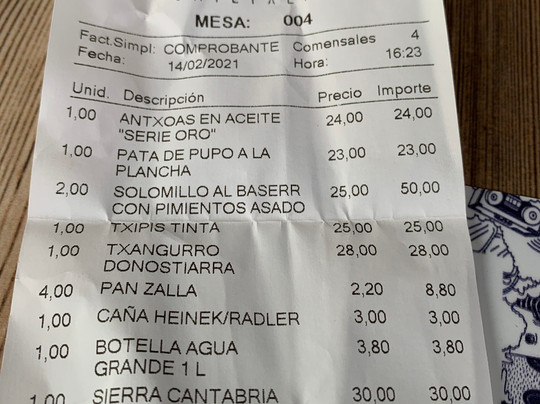 MESA: 004
Fact.Simpl: COMPROBANTE Comensales 4
Fecha: 14/02/2021 Hora: 16:23
Unid. Descripción Precio Importe
1,00 ANTXOAS EN ACEITE 24,00 24,00
"SERIE ORO"
1,00 PATA DE PUPO A LA 23,00 23,00
PLANCHA
2,00 SOLOMILLO AL BASERR 25,00 50,00
CON PIMIENTOS ASADO
1,00 TXIPIS TINTA 25,00 25,00
1,00 TXANGURRO 28,00 28,00
DONOSTIARRA
4,00 PAN ZALLA 2,20 8,80
1,00 CAÑA HEINEK/RADLER 3,00 3,00
1,00 BOTELLA AGUA 3,80 3,80
GRANDE 1 L
1,00 SIERRA CANTABRIA 30,00 30,00